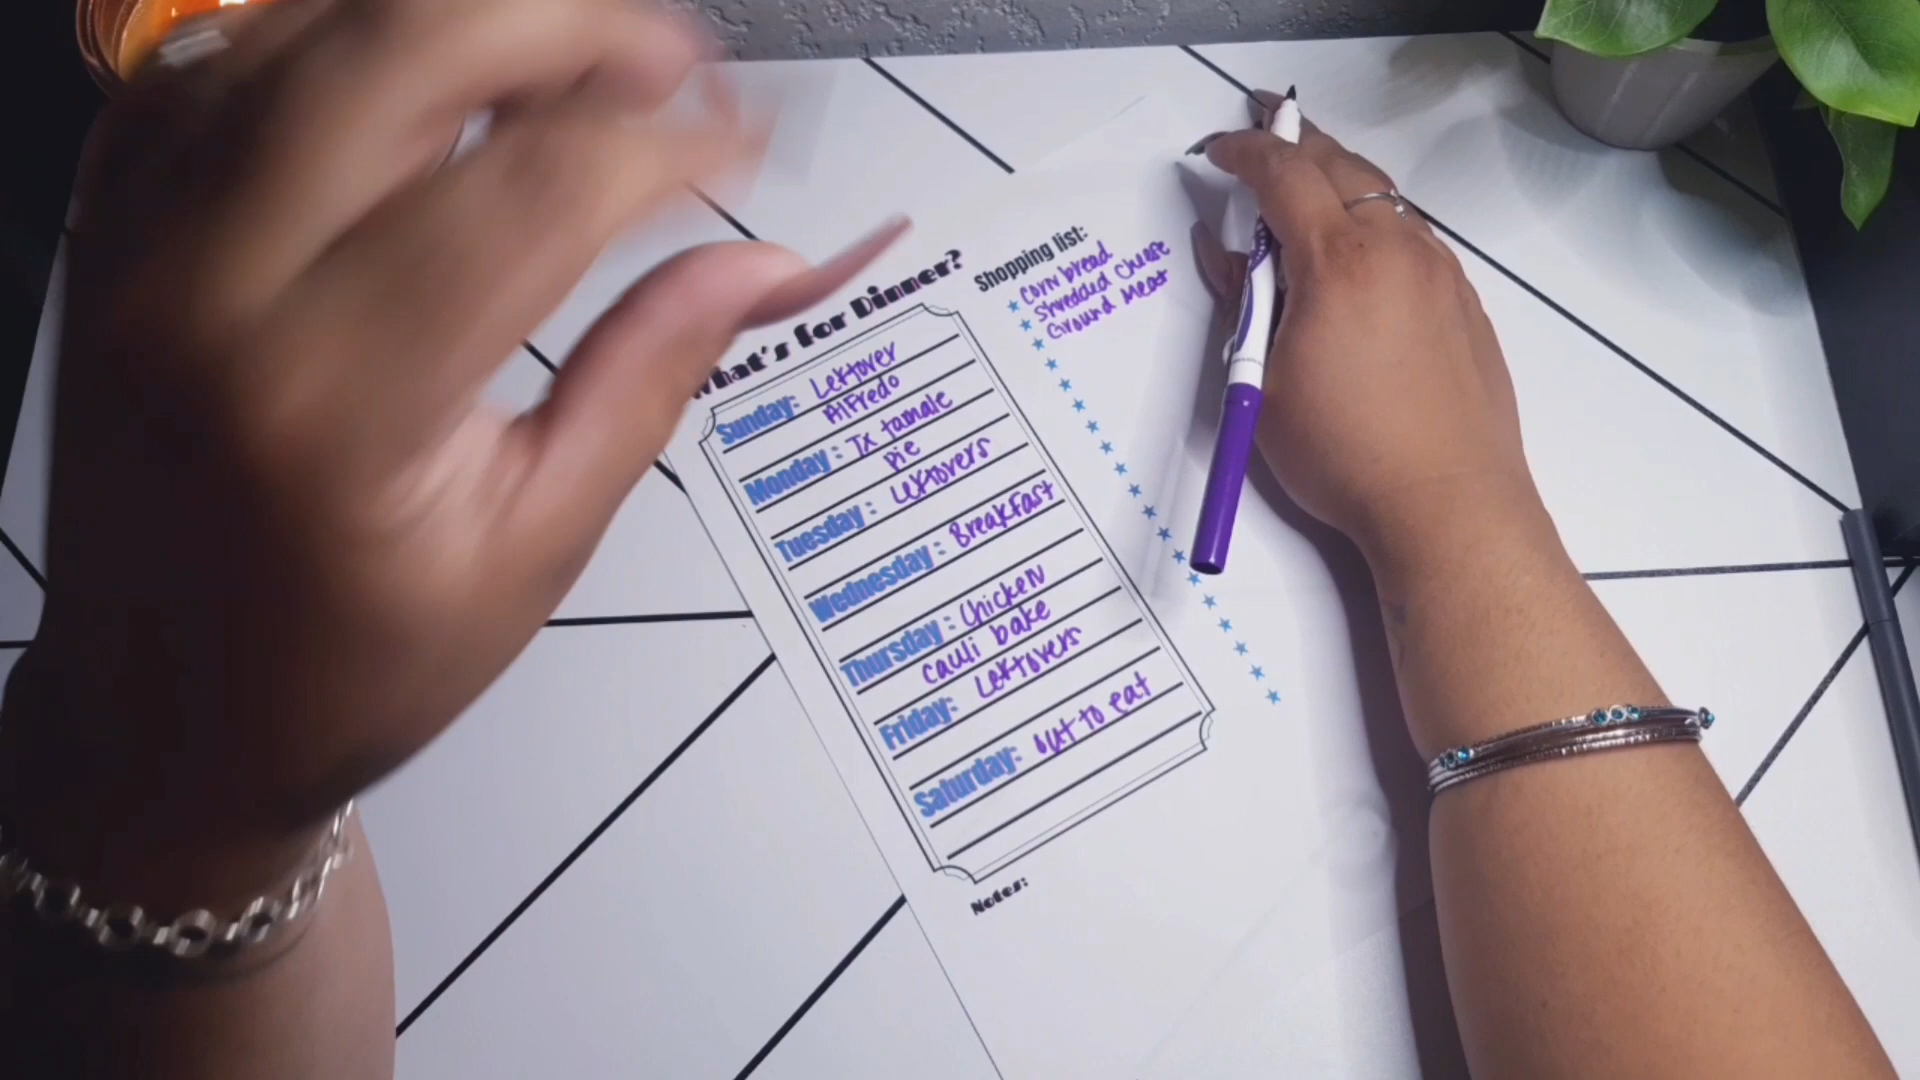 What's for Dinner?
Sunday: Leftover
Alfredo
Monday: Tx tamale
pie
Tuesday: Leftovers
Wednesday: Breakfast
Thursday: Chicken
cauli bake
Friday: Leftovers
Saturday: out to eat
Notes:
Shopping list:
Corn bread
Shredded cheese
Ground Meat